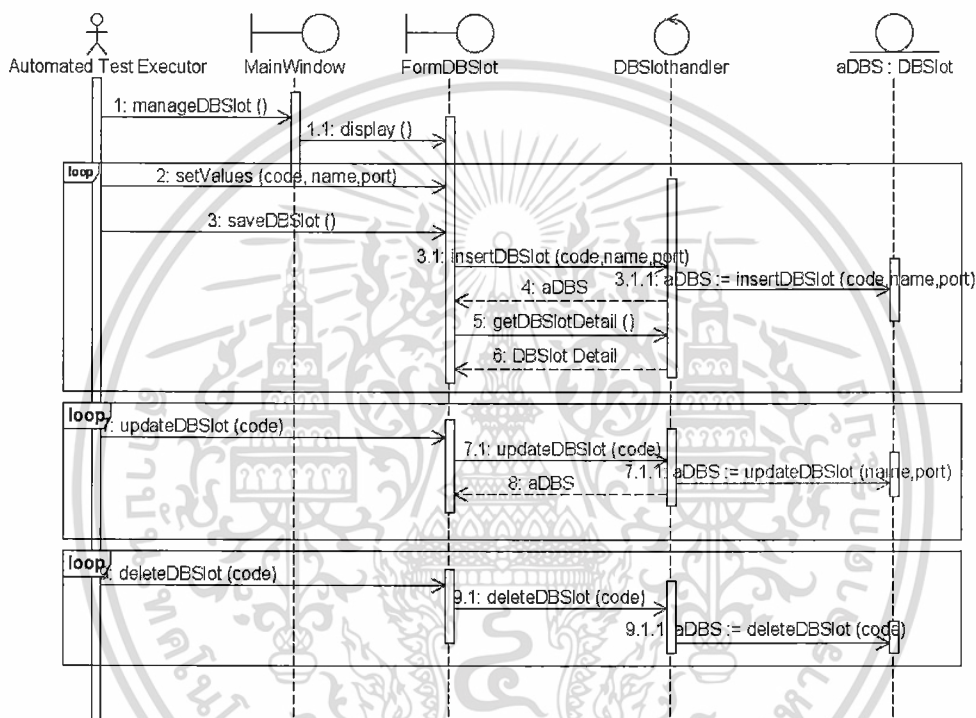 Automated Test Executor
MainWindow
FormDBSlot
DBSlothandler
aDBS : DBSlot
1: manageDBSlot ()
1.1: display ()
loop
2: setValues (code, name,port)
3: saveDBSlot ()
3.1: insertDBSlot (code,name,port)
3.1.1: aDBS := insertDBSlot (code,name,port)
4: aDBS
5: getDBSlotDetail ()
6: DBSlot Detail
loop
7: updateDBSlot (code)
7.1: updateDBSlot (code)
7.1.1: aDBS := updateDBSlot (name,port)
8: aDBS
loop
9: deleteDBSlot (code)
9.1: deleteDBSlot (code)
9.1.1: aDBS := deleteDBSlot (code)